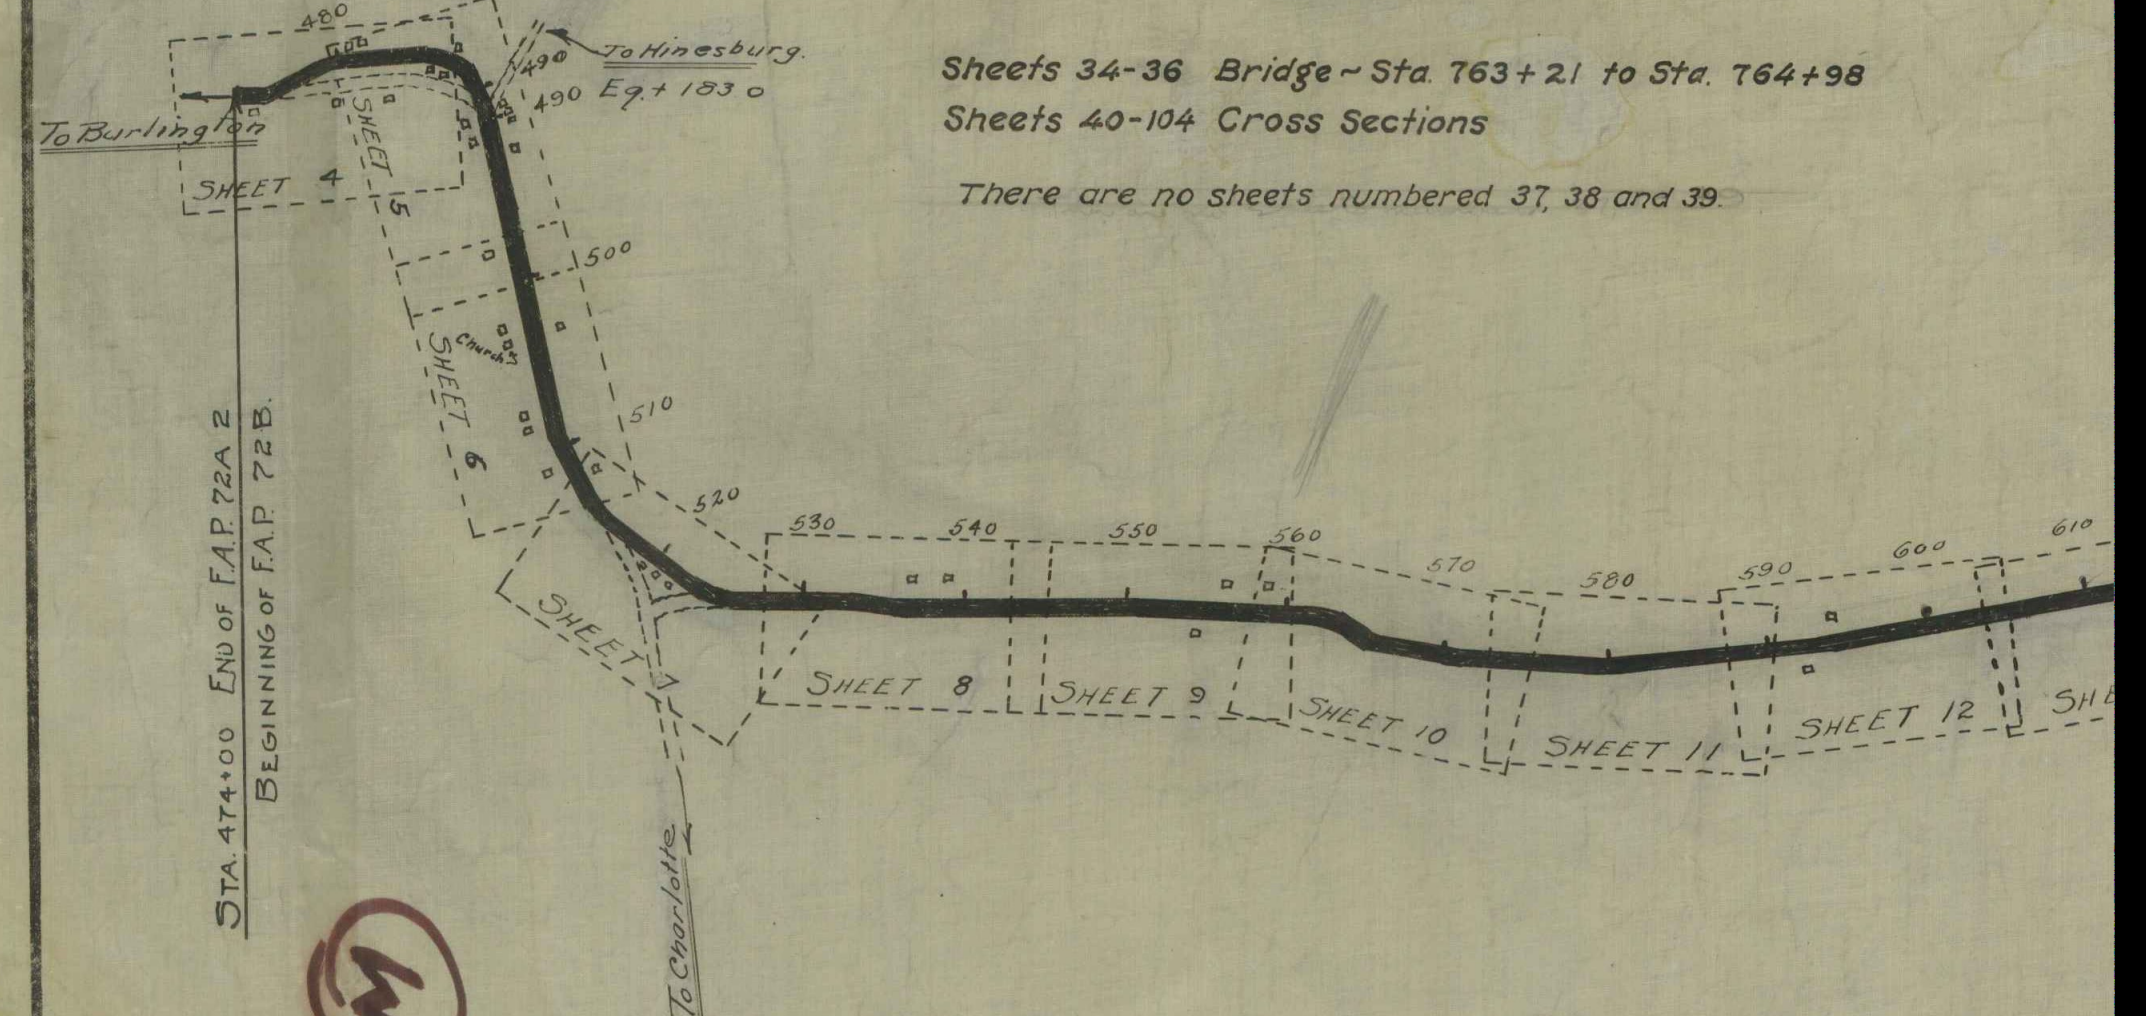 480
To Hinesburg.
490
490 Eq. + 1830
To Burlington
SHEET 4
SHEET 5
Sheets 34-36 Bridge ~ Sta. 763+21 to Sta. 764+98
Sheets 40-104 Cross Sections
There are no sheets numbered 37, 38 and 39.
500
Church
SHEET 6
510
520
STA. 474+00 END OF F.A.P. 72A 2
BEGINNING OF F.A.P. 72B.
530 540 550 560 570 580 590 600 610
SHEET 7
SHEET 8
SHEET 9
SHEET 10
SHEET 11
SHEET 12
SHE
To Charlotte